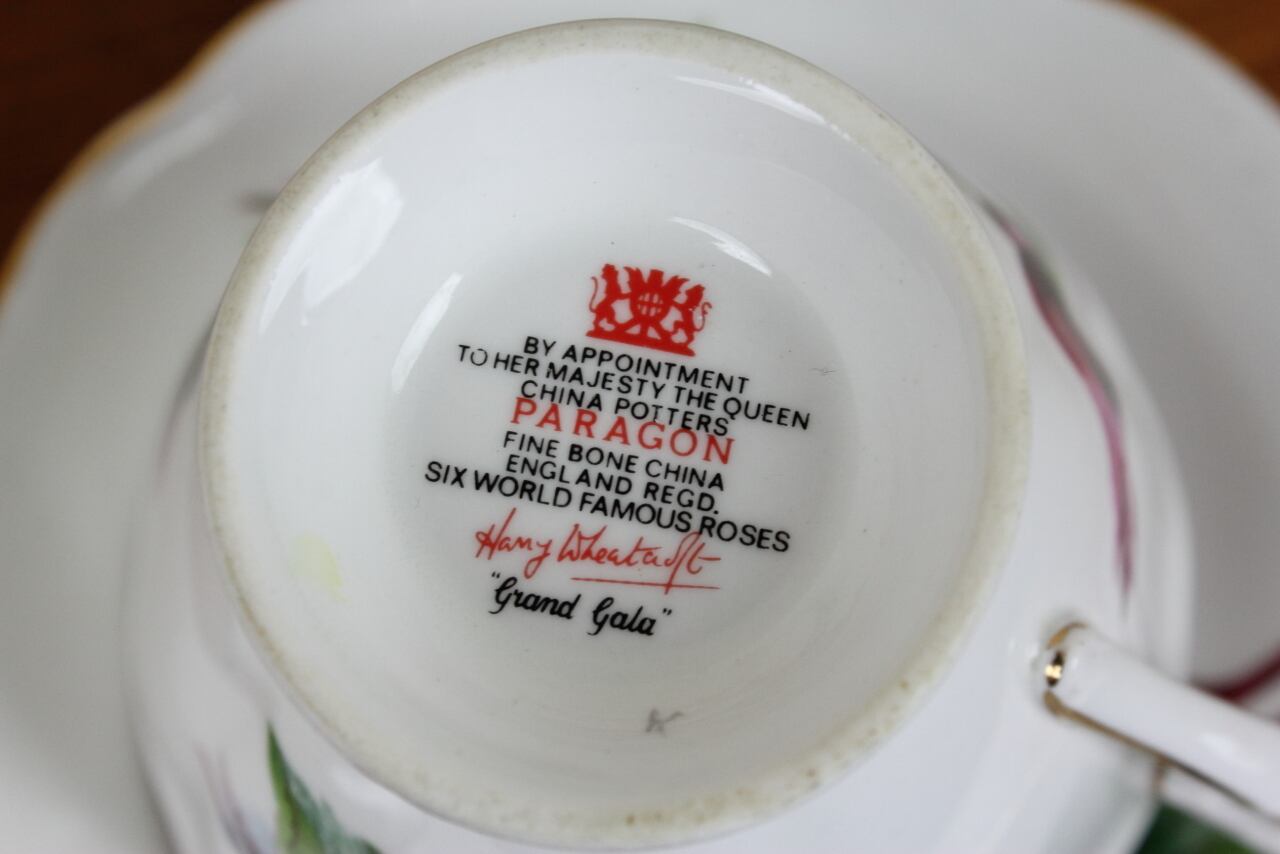 BY APPOINTMENT
TO HER MAJESTY THE QUEEN
CHINA POTTERS
PARAGON
FINE BONE CHINA
ENGLAND REGD.
SIX WORLD FAMOUS ROSES
Harry Wheatcroft
"Grand Gala"